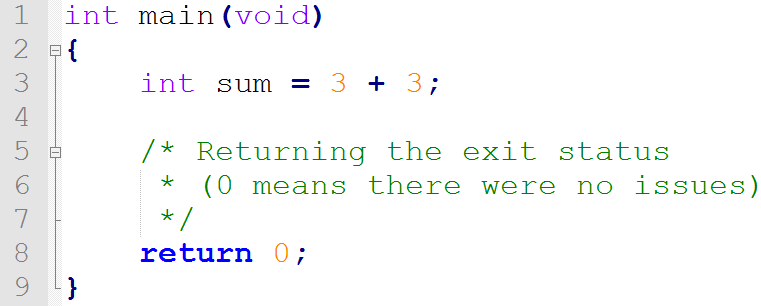 1 int main(void)
2 {
3 int sum = 3 + 3;
4
5 /* Returning the exit status
6 * (0 means there were no issues)
7 */
8 return 0;
9 }